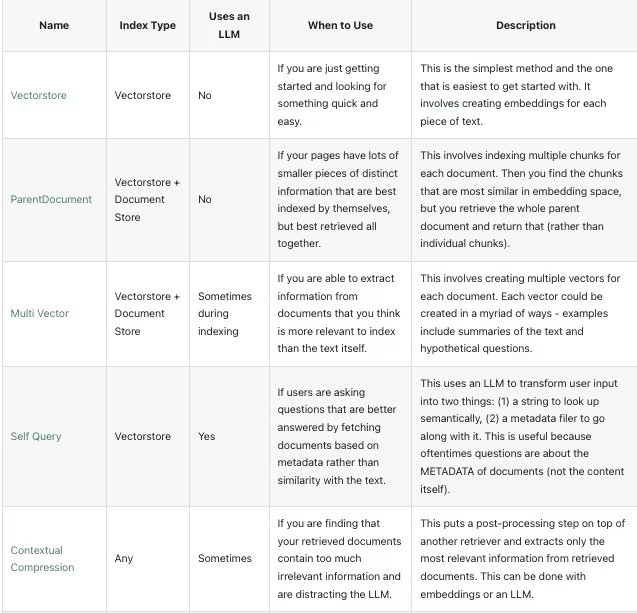 Name
Index Type
Uses an
LLM
When to Use
Description
Vectorstore
Vectorstore
No
If you are just getting
started and looking for
something quick and
easy.
This is the simplest method and the one
that is easiest to get started with. It
involves creating embeddings for each
piece of text.
ParentDocument
Vectorstore +
Document
Store
No
If your pages have lots of
smaller pieces of distinct
information that are best
indexed by themselves,
but best retrieved all
together.
This involves indexing multiple chunks for
each document. Then you find the chunks
that are most similar in embedding space,
but you retrieve the whole parent
document and return that (rather than
individual chunks).
Multi Vector
Vectorstore +
Document
Store
Sometimes
during
indexing
If you are able to extract
information from
documents that you think
is more relevant to index
than the text itself.
This involves creating multiple vectors for
each document. Each vector could be
created in a myriad of ways - examples
include summaries of the text and
hypothetical questions.
Self Query
Vectorstore
Yes
If users are asking
questions that are better
answered by fetching
documents based on
metadata rather than
similarity with the text.
This uses an LLM to transform user input
into two things: (1) a string to look up
semantically, (2) a metadata filer to go
along with it. This is useful because
oftentimes questions are about the
METADATA of documents (not the content
itself).
Contextual
Compression
Any
Sometimes
If you are finding that
your retrieved documents
contain too much
irrelevant information and
are distracting the LLM.
This puts a post-processing step on top of
another retriever and extracts only the
most relevant information from retrieved
documents. This can be done with
embeddings or an LLM.